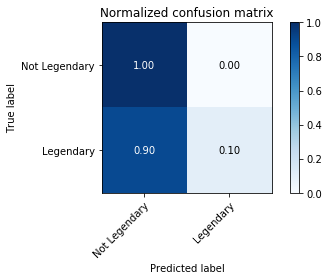 Normalized confusion matrix
True label
Not Legendary
Legendary
1.00
0.00
0.90
0.10
Not Legendary
Legendary
Predicted label
1.0
0.8
0.6
0.4
0.2
0.0